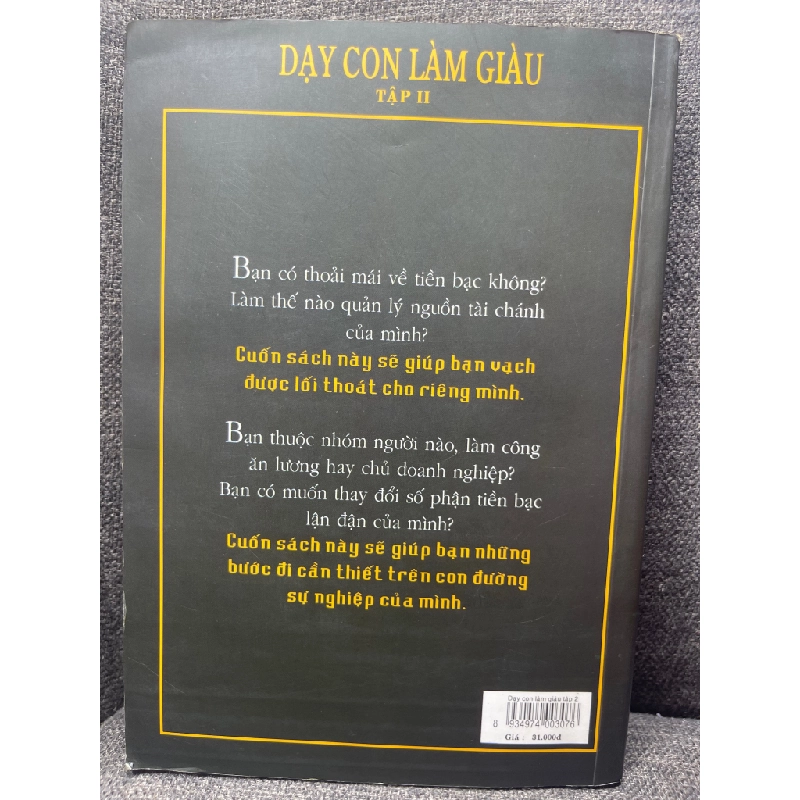 DẠY CON LÀM GIÀU
TẬP II
Bạn có thoải mái về tiền bạc không?
Làm thế nào quản lý nguồn tài chánh
của mình?
Cuốn sách này sẽ giúp bạn vạch
được lối thoát cho riêng mình.
Bạn thuộc nhóm người nào, làm công
ăn lương hay chủ doanh nghiệp?
Bạn có muốn thay đổi số phận tiền bạc
lận đận của mình?
Cuốn sách này sẽ giúp bạn những
bước đi cần thiết trên con đường
sự nghiệp của mình.
Dạy con làm giàu tập 2
8 934974 003076
Giá : 31.000đ